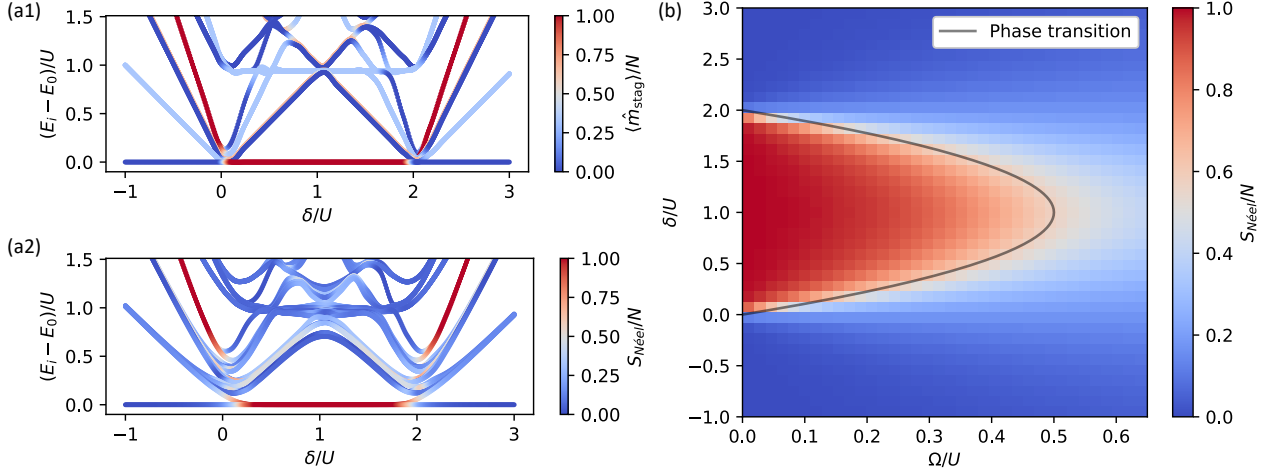 (a1)
1.5
1.0
0.5
0.0
(E_i − E_0)/U
−1 0 1 2 3
δ/U
1.00
0.75
0.50
0.25
0.00
⟨m̂_stag⟩/N
(a2)
1.5
1.0
0.5
0.0
(E_i − E_0)/U
−1 0 1 2 3
δ/U
1.00
0.75
0.50
0.25
0.00
S_Néel/N
(b)
3.0
2.5
2.0
1.5
1.0
0.5
0.0
−0.5
−1.0
δ/U
Phase transition
0.0 0.1 0.2 0.3 0.4 0.5 0.6
Ω/U
1.0
0.8
0.6
0.4
0.2
0.0
S_Néel/N